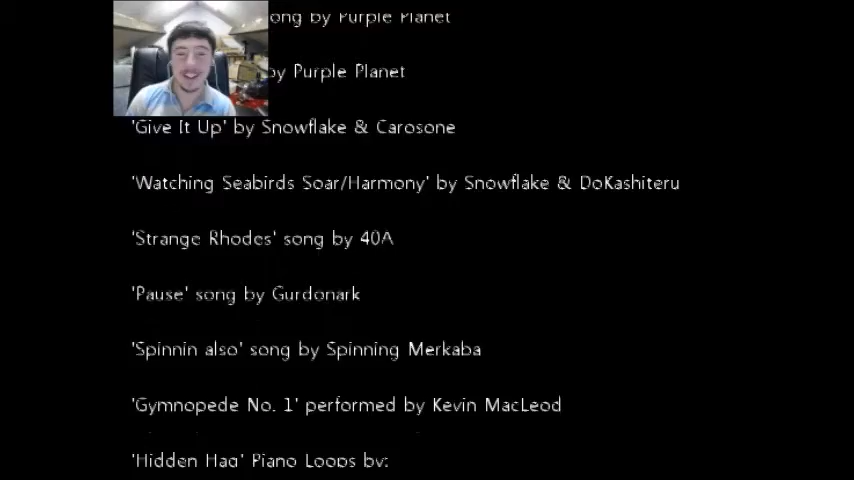 ong by Purple Planet
by Purple Planet
'Give It Up' by Snowflake & Carosone
'Watching Seabirds Soar/Harmony' by Snowflake & DoKashiteru
'Strange Rhodes' song by 40A
'Pause' song by Gurdonark
'Spinnin also' song by Spinning Merkaba
'Gymnopede No. 1' performed by Kevin MacLeod
'Hidden Hag' Piano Loops by: